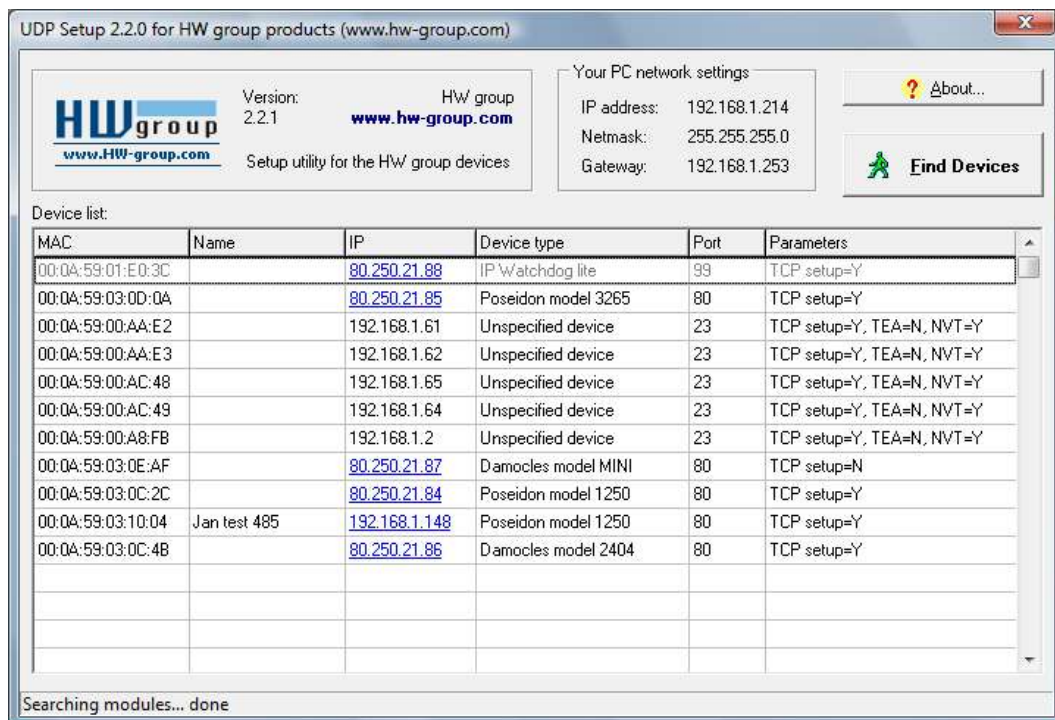 UDP Setup 2.2.0 for HW group products (www.hw-group.com)
HWgroup
www.HW-group.com
Version: HW group
2.2.1 www.hw-group.com
Setup utility for the HW group devices
Your PC network settings
IP address: 192.168.1.214
Netmask: 255.255.255.0
Gateway: 192.168.1.253
? About...
Find Devices
Device list:
MAC Name IP Device type Port Parameters
00:0A:59:01:E0:3C 80.250.21.88 IP Watchdog lite 99 TCP setup=Y
00:0A:59:03:0D:0A 80.250.21.85 Poseidon model 3265 80 TCP setup=Y
00:0A:59:00:AA:E2 192.168.1.61 Unspecified device 23 TCP setup=Y, TEA=N, NVT=Y
00:0A:59:00:AA:E3 192.168.1.62 Unspecified device 23 TCP setup=Y, TEA=N, NVT=Y
00:0A:59:00:AC:48 192.168.1.65 Unspecified device 23 TCP setup=Y, TEA=N, NVT=Y
00:0A:59:00:AC:49 192.168.1.64 Unspecified device 23 TCP setup=Y, TEA=N, NVT=Y
00:0A:59:00:A8:FB 192.168.1.2 Unspecified device 23 TCP setup=Y, TEA=N, NVT=Y
00:0A:59:03:0E:AF 80.250.21.87 Damocles model MINI 80 TCP setup=N
00:0A:59:03:0C:2C 80.250.21.84 Poseidon model 1250 80 TCP setup=Y
00:0A:59:03:10:04 Jan test 485 192.168.1.148 Poseidon model 1250 80 TCP setup=Y
00:0A:59:03:0C:4B 80.250.21.86 Damocles model 2404 80 TCP setup=Y
Searching modules... done